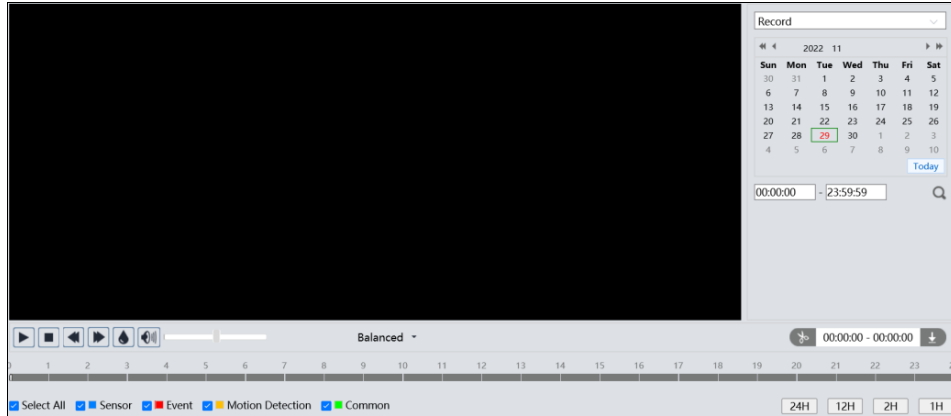 Record
2022 11
Sun Mon Tue Wed Thu Fri Sat
30 31 1 2 3 4 5
6 7 8 9 10 11 12
13 14 15 16 17 18 19
20 21 22 23 24 25 26
27 28 29 30 1 2 3
4 5 6 7 8 9 10
Today
00:00:00 - 23:59:59
Balanced
00:00:00 - 00:00:00
1 2 3 4 5 6 7 8 9 10 11 12 13 14 15 16 17 18 19 20 21 22 23
Select All Sensor Event Motion Detection Common
24H 12H 2H 1H